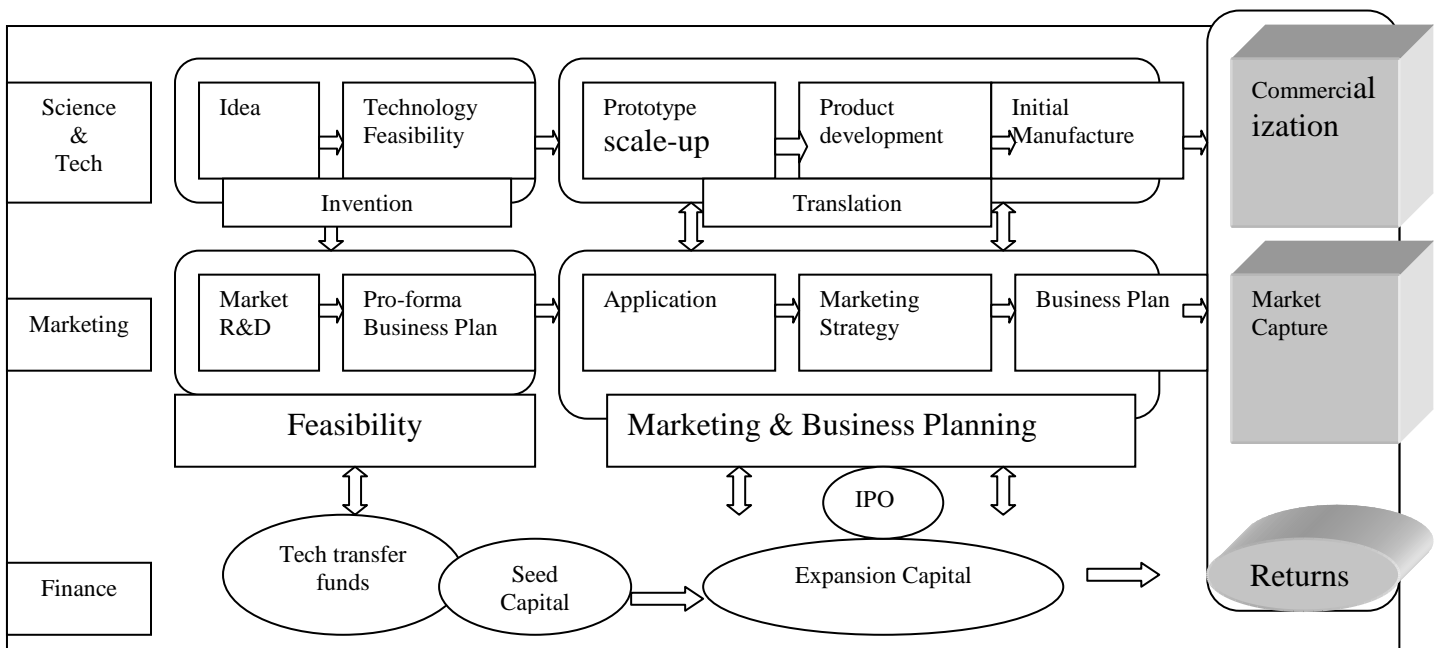 Science
&
Tech
Idea
Technology
Feasibility
Prototype
scale-up
Product
development
Initial
Manufacture
Commercial
ization
Invention
Translation
Marketing
Market
R&D
Pro-forma
Business Plan
Application
Marketing
Strategy
Business Plan
Market
Capture
Feasibility
Marketing & Business Planning
IPO
Finance
Tech transfer
funds
Seed
Capital
Expansion Capital
Returns